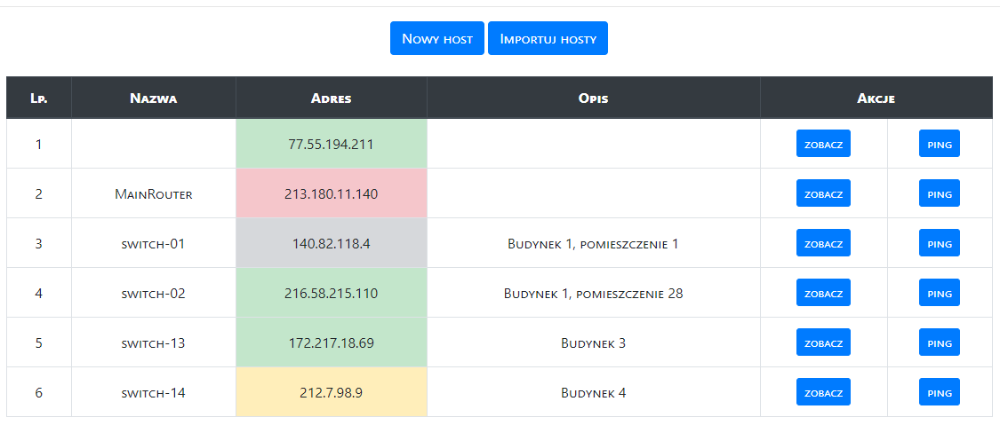 Nowy host Importuj hosty
Lp. Nazwa Adres Opis Akcje
1 77.55.194.211 zobacz ping
2 MainRouter 213.180.11.140 zobacz ping
3 switch-01 140.82.118.4 Budynek 1, pomieszczenie 1 zobacz ping
4 switch-02 216.58.215.110 Budynek 1, pomieszczenie 28 zobacz ping
5 switch-13 172.217.18.69 Budynek 3 zobacz ping
6 switch-14 212.7.98.9 Budynek 4 zobacz ping